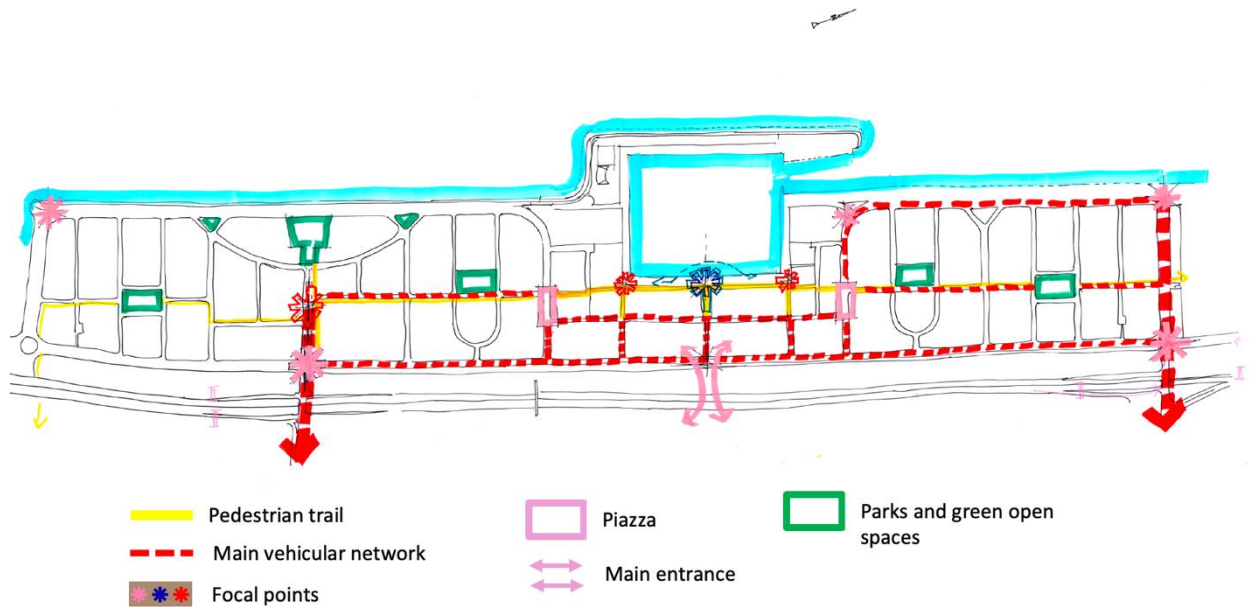 Pedestrian trail
Main vehicular network
Focal points
Piazza
Main entrance
Parks and green open
spaces